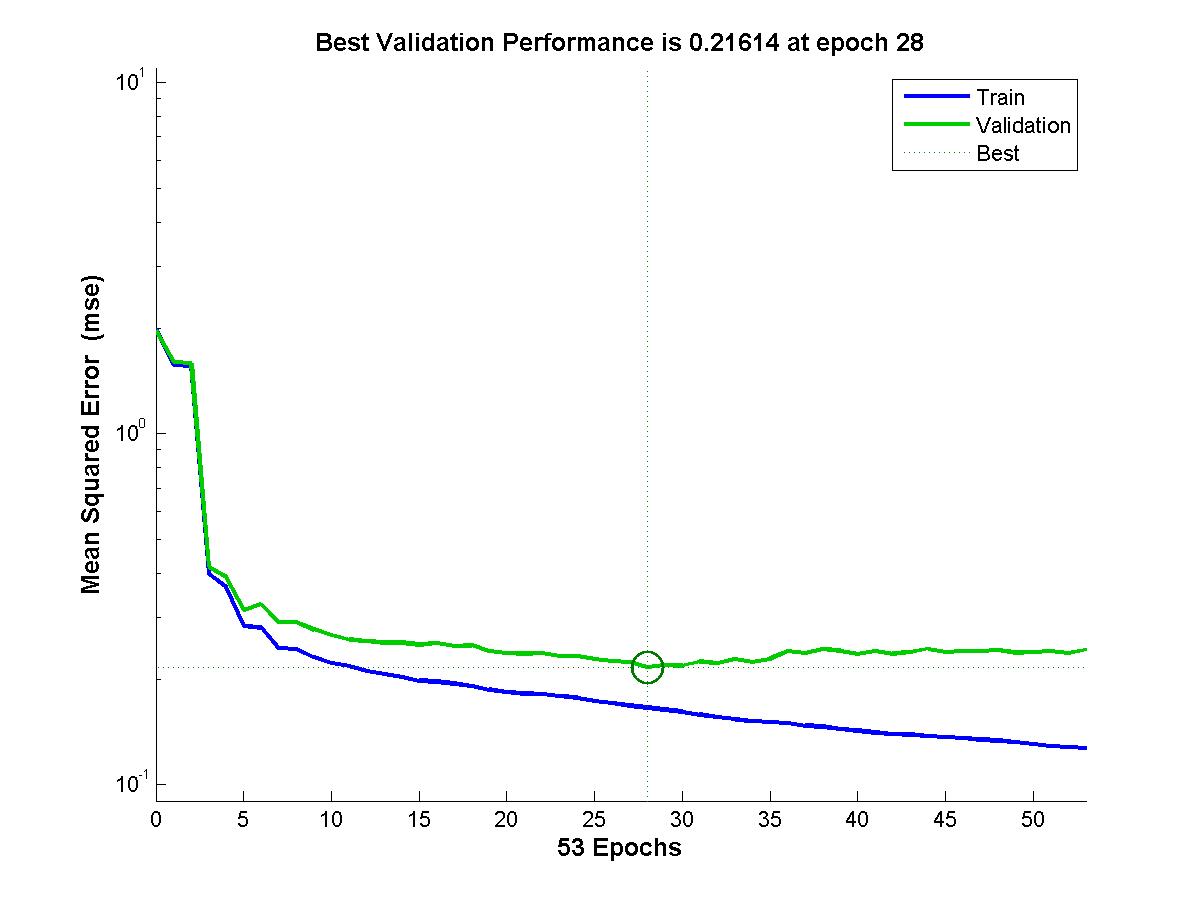 Best Validation Performance is 0.21614 at epoch 28
Train
Validation
Best
Mean Squared Error (mse)
10^1
10^0
10^-1
0 5 10 15 20 25 30 35 40 45 50
53 Epochs